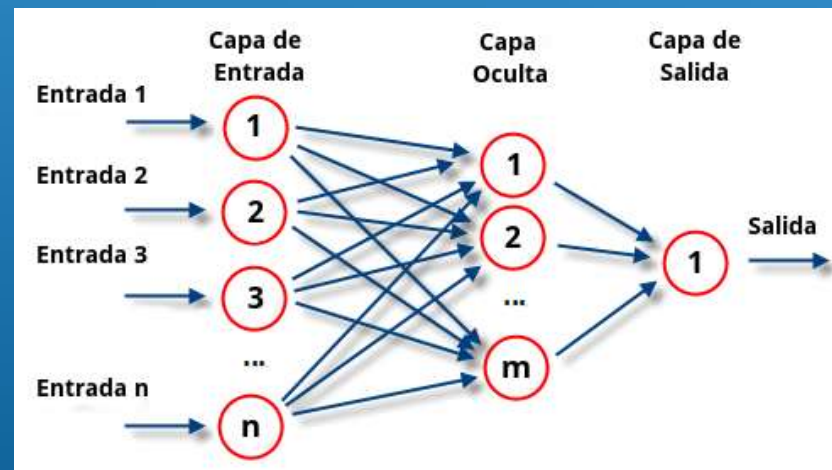 Capa de
Entrada
Capa
Oculta
Capa de
Salida
Entrada 1
1
Entrada 2
2
Entrada 3
3
...
Entrada n
n
1
2
...
m
1
Salida